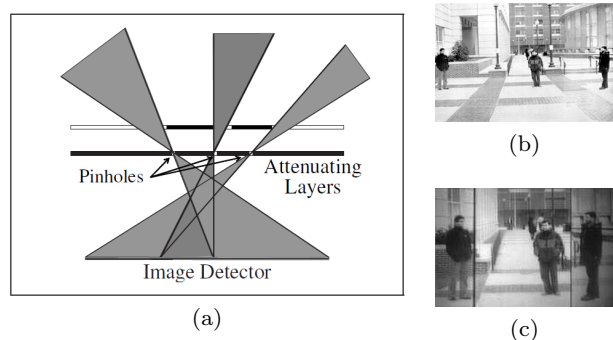 Pinholes
Attenuating
Layers
Image Detector
(a)
(b)
(c)